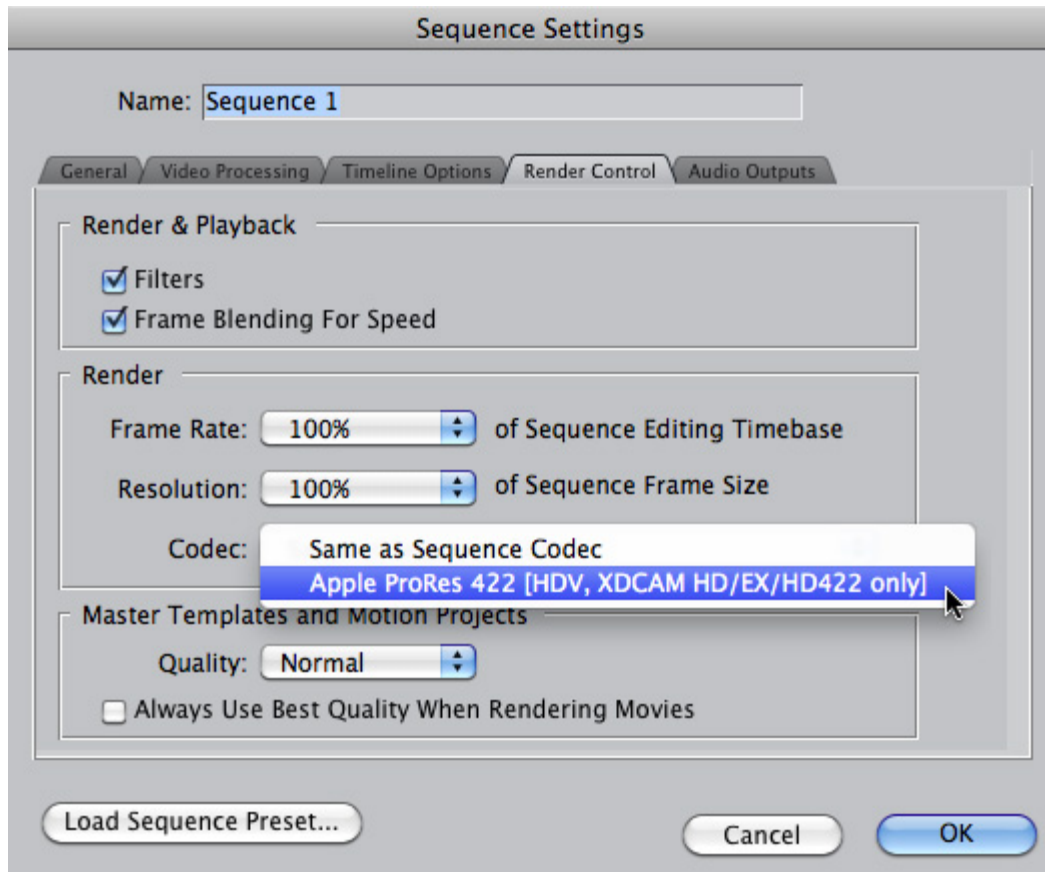 Sequence Settings
Name: Sequence 1
General Video Processing Timeline Options Render Control Audio Outputs
Render & Playback
Filters
Frame Blending For Speed
Render
Frame Rate: 100% of Sequence Editing Timebase
Resolution: 100% of Sequence Frame Size
Codec: Same as Sequence Codec
Apple ProRes 422 [HDV, XDCAM HD/EX/HD422 only]
Master Templates and Motion Projects
Quality: Normal
Always Use Best Quality When Rendering Movies
Load Sequence Preset... Cancel OK